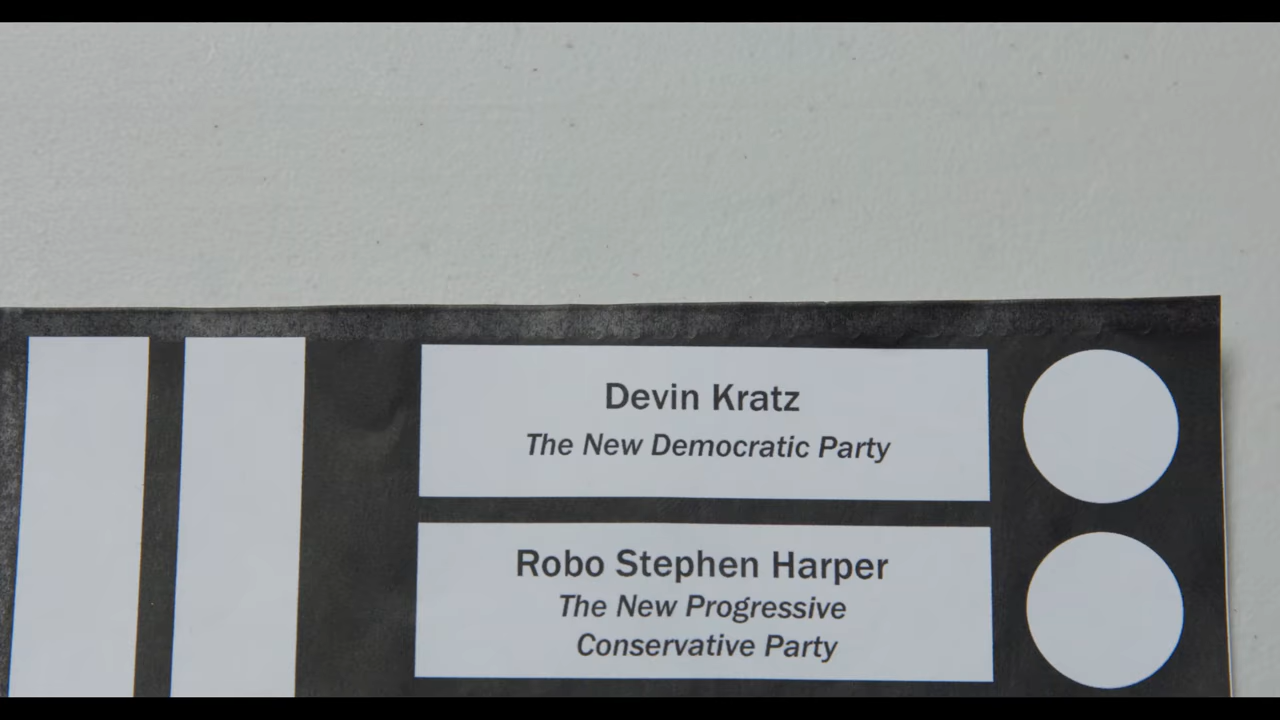 Devin Kratz
The New Democratic Party
Robo Stephen Harper
The New Progressive
Conservative Party